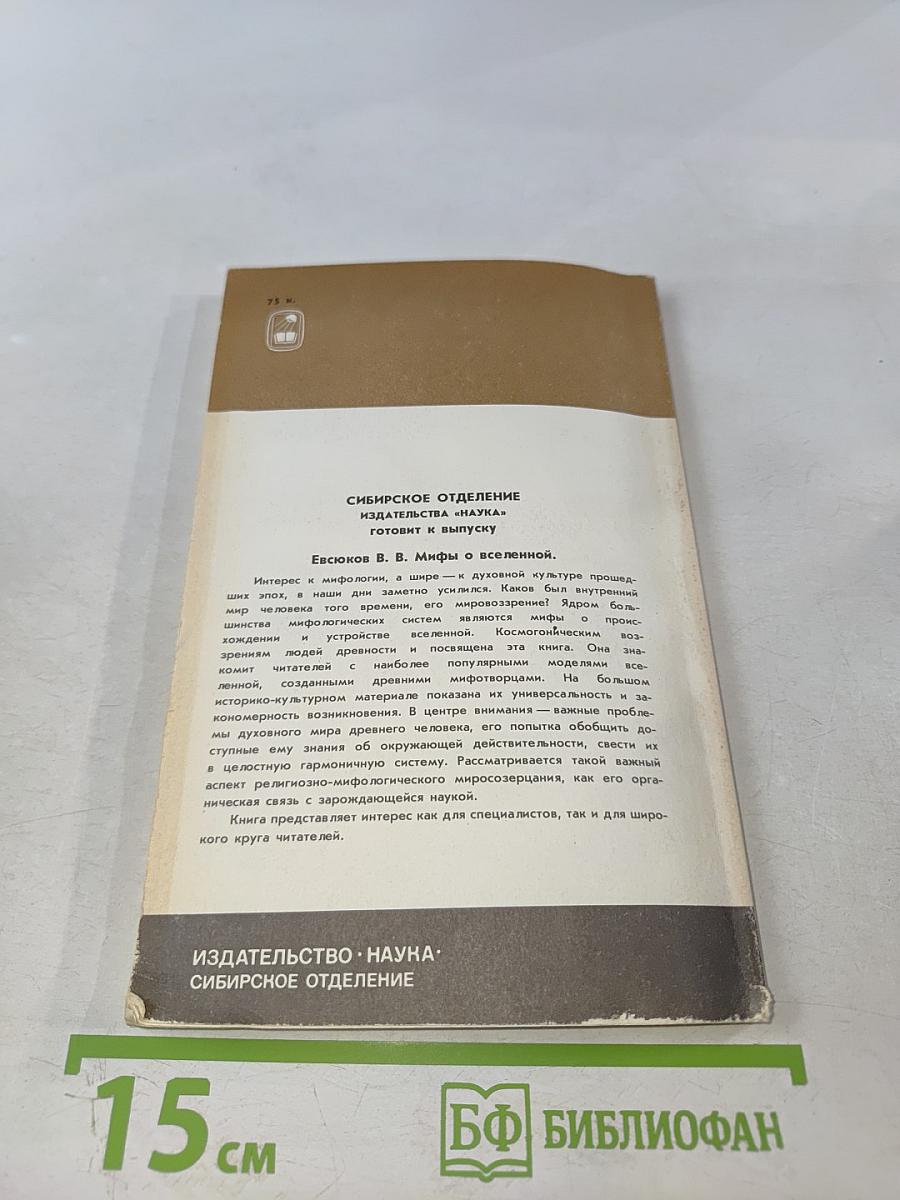 75 к.
СИБИРСКОЕ ОТДЕЛЕНИЕ
ИЗДАТЕЛЬСТВА «НАУКА»
ГОТОВИТ К ВЫПУСКУ
Евсюков В. В. Мифы о вселенной.
Интерес к мифологии, а шире — к духовной культуре прошед-
ших эпох, в наши дни заметно усилился. Каков был внутренний
мир человека того времени, его мировоззрение? Ядром боль-
шинства мифологических систем являются мифы о проис-
хождении и устройстве вселенной. Космогоническим воз-
зрениям людей древности и посвящена эта книга. Она зна-
комит читателей с наиболее популярными моделями все-
ленной, созданными древними мифотворцами. На большом
историко-культурном материале показана их универсальность и за-
кономерность возникновения. В центре внимания — важные пробле-
мы духовного мира древнего человека, его попытка обобщить до-
ступные ему знания об окружающей действительности, свести их
в целостную гармоничную систему. Рассматривается такой важный
аспект религиозно-мифологического миросозерцания, как его орга-
ническая связь с зарождающейся наукой.
Книга представляет интерес как для специалистов, так и для широ-
кого круга читателей.
ИЗДАТЕЛЬСТВО · НАУКА ·
СИБИРСКОЕ ОТДЕЛЕНИЕ
15 см
БФ БИБЛИОФАН